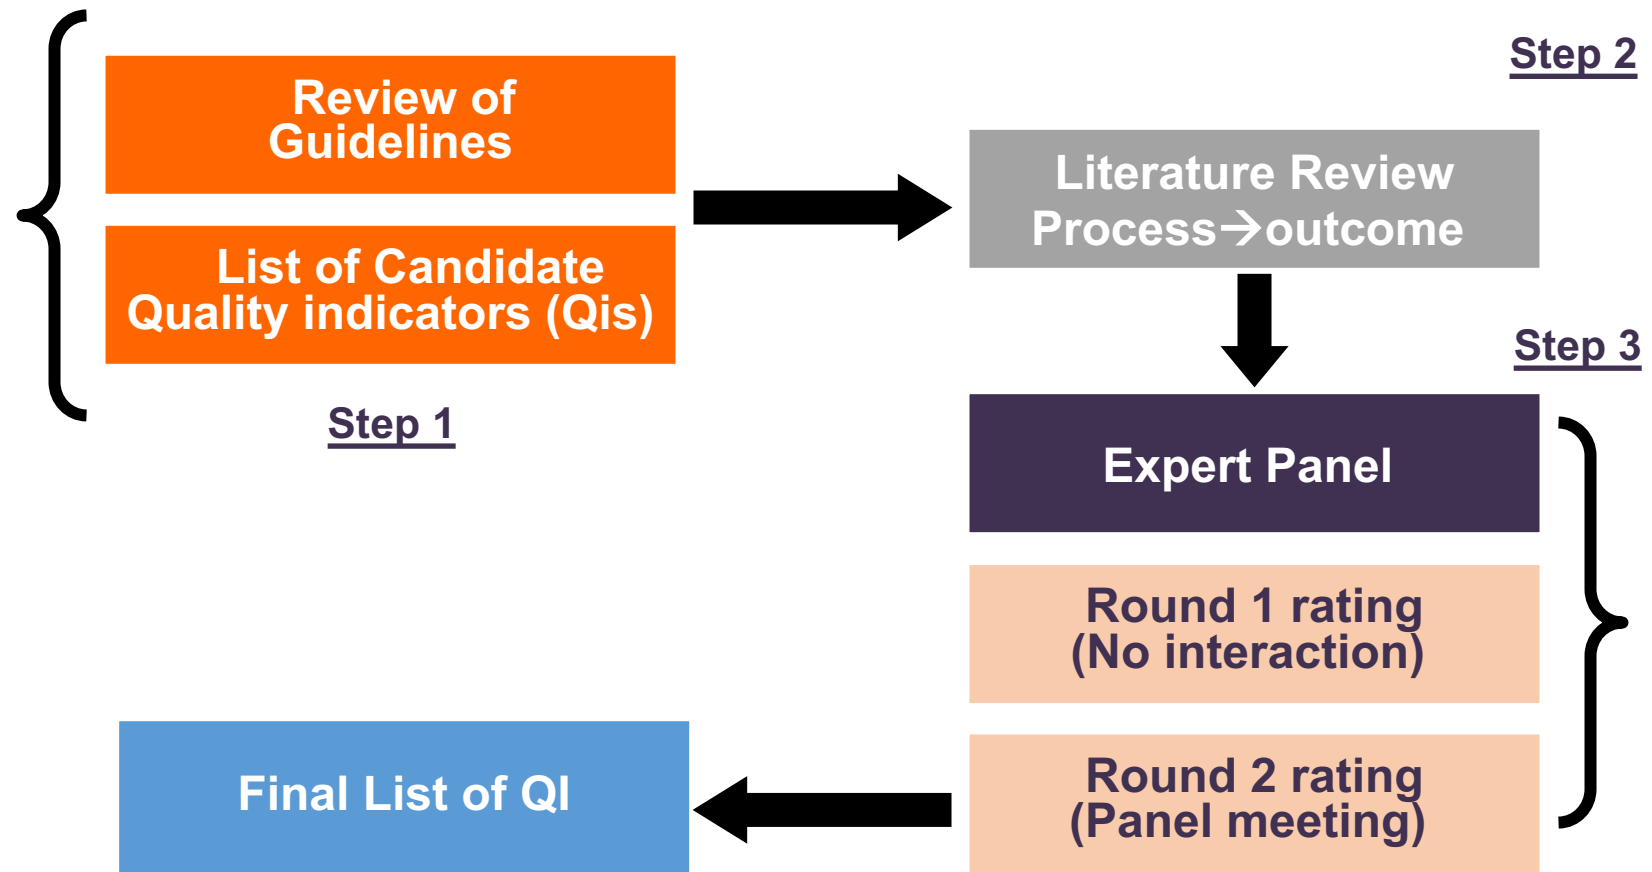 Review of
Guidelines
List of Candidate
Quality indicators (Qis)
Step 1
Step 2
Literature Review
Process→outcome
Step 3
Expert Panel
Round 1 rating
(No interaction)
Round 2 rating
(Panel meeting)
Final List of QI